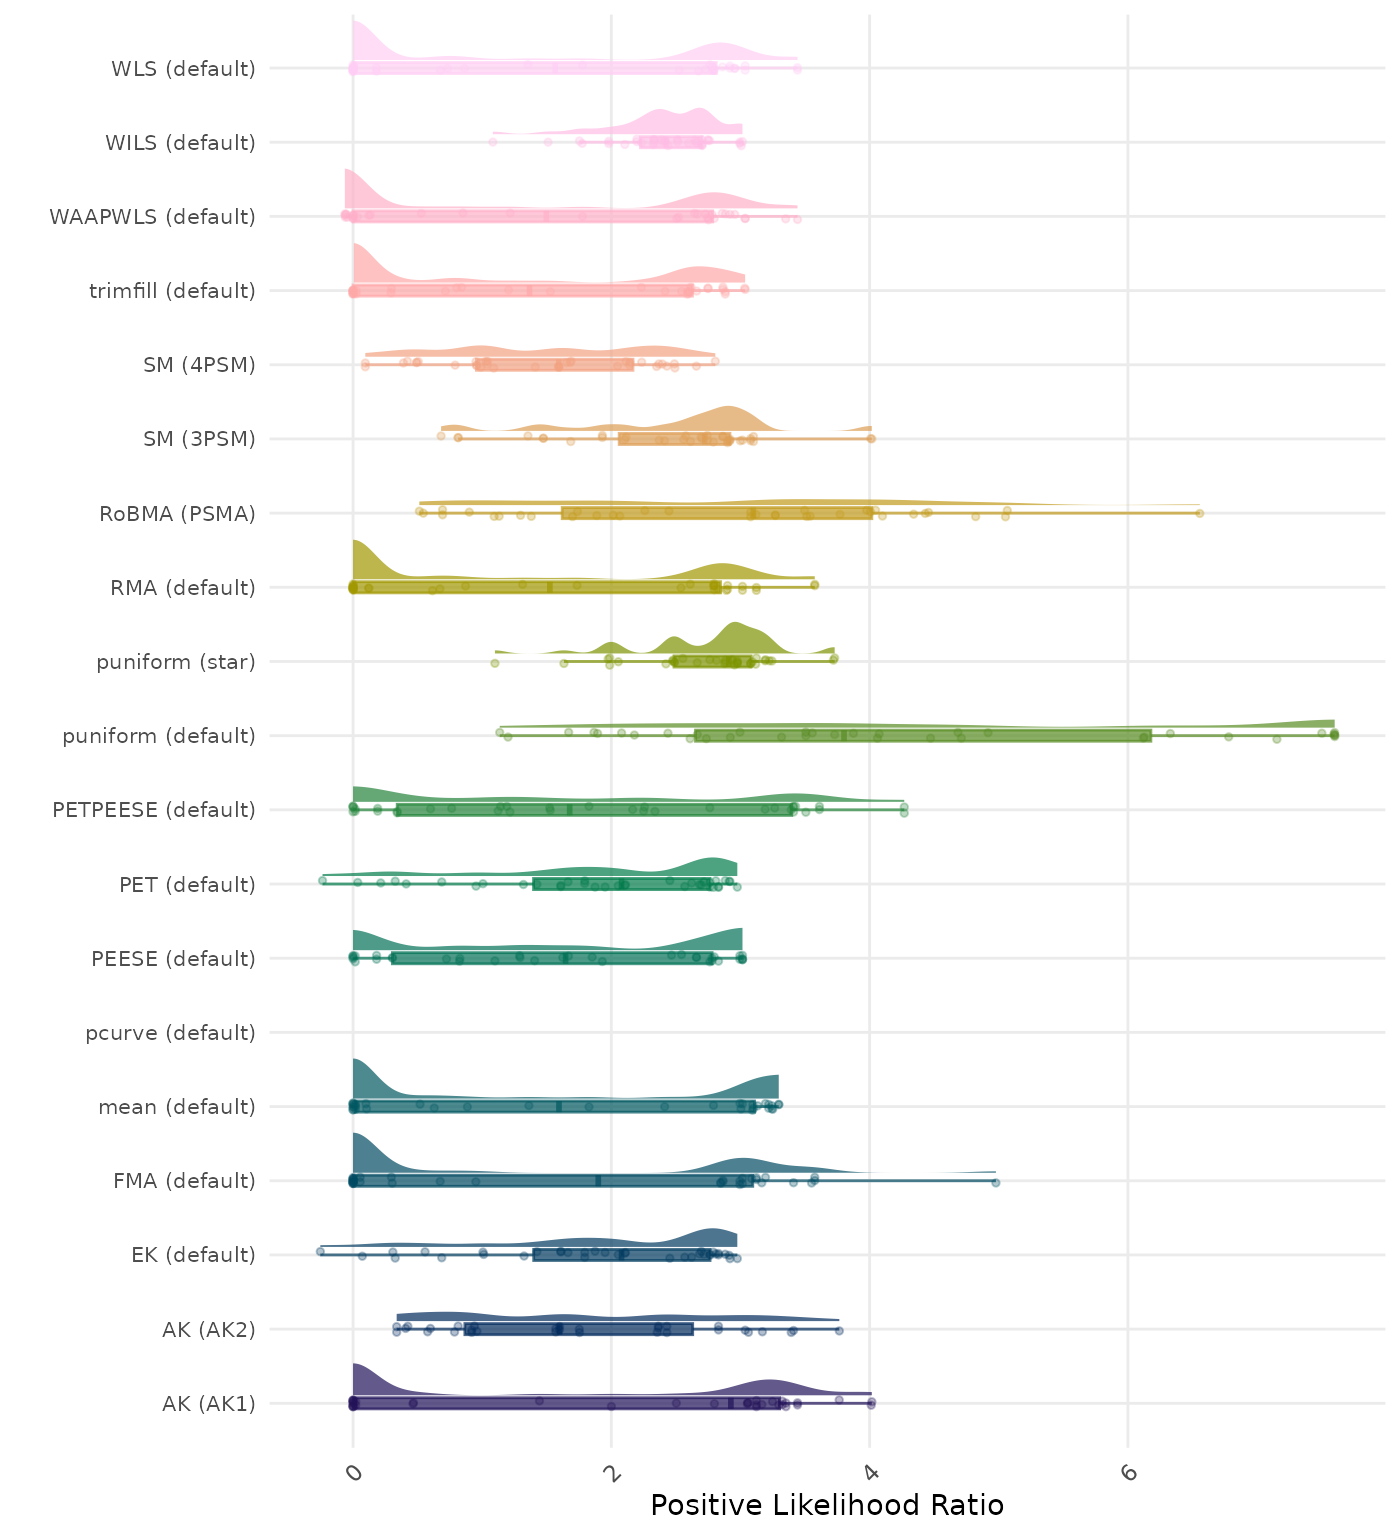 WLS (default)
WILS (default)
WAAPWLS (default)
trimfill (default)
SM (4PSM)
SM (3PSM)
RoBMA (PSMA)
RMA (default)
puniform (star)
puniform (default)
PETPEESE (default)
PET (default)
PEESE (default)
pcurve (default)
mean (default)
FMA (default)
EK (default)
AK (AK2)
AK (AK1)
0 2 4 6
Positive Likelihood Ratio